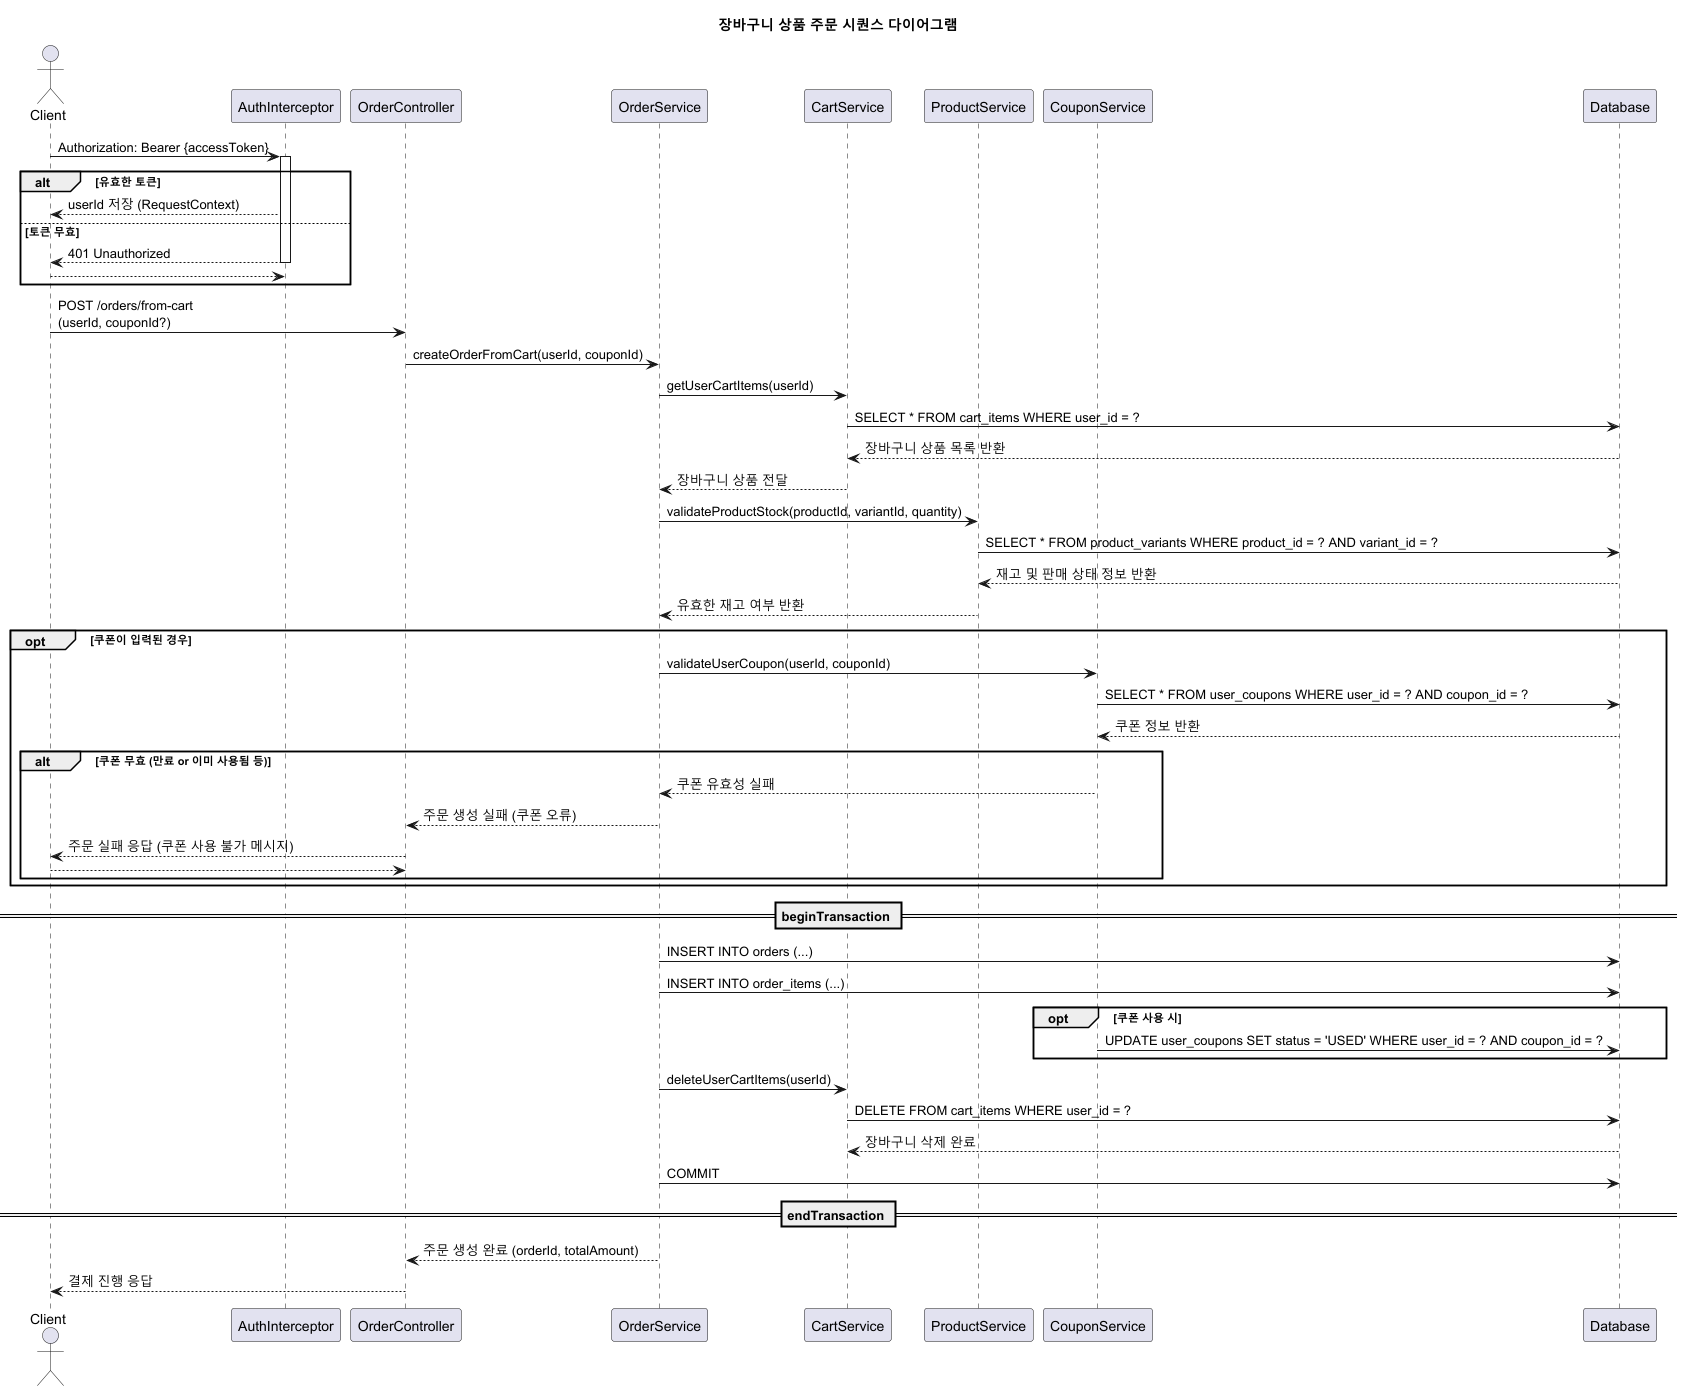 장바구니 상품 주문 시퀀스 다이어그램
Client
AuthInterceptor
OrderController
OrderService
CartService
ProductService
CouponService
Database
Authorization: Bearer {accessToken}
alt
[유효한 토큰]
userId 저장 (RequestContext)
[토큰 무효]
401 Unauthorized
POST /orders/from-cart
(userId, couponId?)
createOrderFromCart(userId, couponId)
getUserCartItems(userId)
SELECT * FROM cart_items WHERE user_id = ?
장바구니 상품 목록 반환
장바구니 상품 전달
validateProductStock(productId, variantId, quantity)
SELECT * FROM product_variants WHERE product_id = ? AND variant_id = ?
재고 및 판매 상태 정보 반환
유효한 재고 여부 반환
opt
[쿠폰이 입력된 경우]
validateUserCoupon(userId, couponId)
SELECT * FROM user_coupons WHERE user_id = ? AND coupon_id = ?
쿠폰 정보 반환
alt
[쿠폰 무효 (만료 or 이미 사용됨 등)]
쿠폰 유효성 실패
주문 생성 실패 (쿠폰 오류)
주문 실패 응답 (쿠폰 사용 불가 메시지)
beginTransaction
INSERT INTO orders (...)
INSERT INTO order_items (...)
opt
[쿠폰 사용 시]
UPDATE user_coupons SET status = 'USED' WHERE user_id = ? AND coupon_id = ?
deleteUserCartItems(userId)
DELETE FROM cart_items WHERE user_id = ?
장바구니 삭제 완료
COMMIT
endTransaction
주문 생성 완료 (orderId, totalAmount)
결제 진행 응답
Client
AuthInterceptor
OrderController
OrderService
CartService
ProductService
CouponService
Database